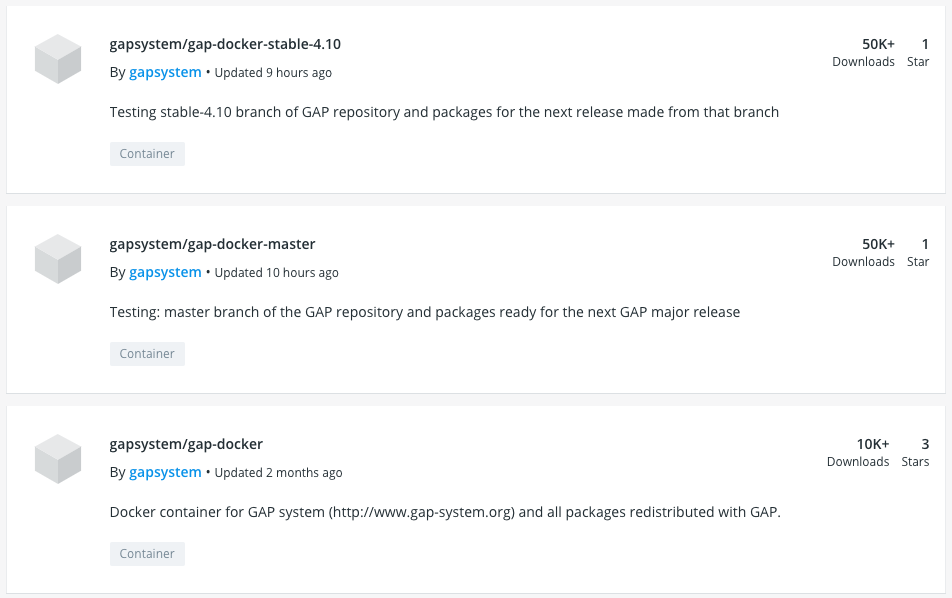 gapsystem/gap-docker-stable-4.10
50K+ 1
By gapsystem • Updated 9 hours ago
Downloads Star
Testing stable-4.10 branch of GAP repository and packages for the next release made from that branch
Container
gapsystem/gap-docker-master
50K+ 1
By gapsystem • Updated 10 hours ago
Downloads Star
Testing: master branch of the GAP repository and packages ready for the next GAP major release
Container
gapsystem/gap-docker
10K+ 3
By gapsystem • Updated 2 months ago
Downloads Stars
Docker container for GAP system (http://www.gap-system.org) and all packages redistributed with GAP.
Container